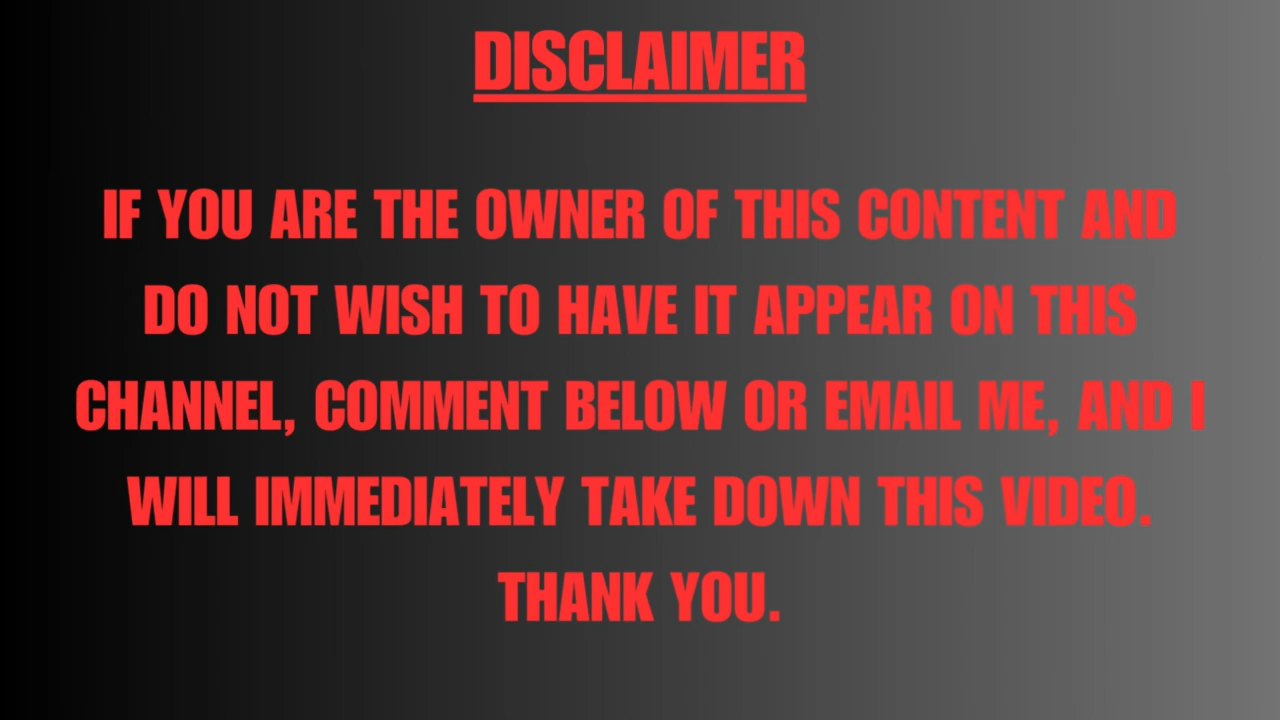 DISCLAIMER
IF YOU ARE THE OWNER OF THIS CONTENT AND
DO NOT WISH TO HAVE IT APPEAR ON THIS
CHANNEL, COMMENT BELOW OR EMAIL ME, AND I
WILL IMMEDIATELY TAKE DOWN THIS VIDEO.
THANK YOU.